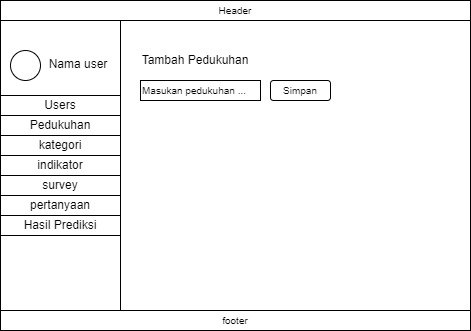 Header
Nama user
Users
Pedukuhan
kategori
indikator
survey
pertanyaan
Hasil Prediksi
Tambah Pedukuhan
Masukan pedukuhan ...
Simpan
footer